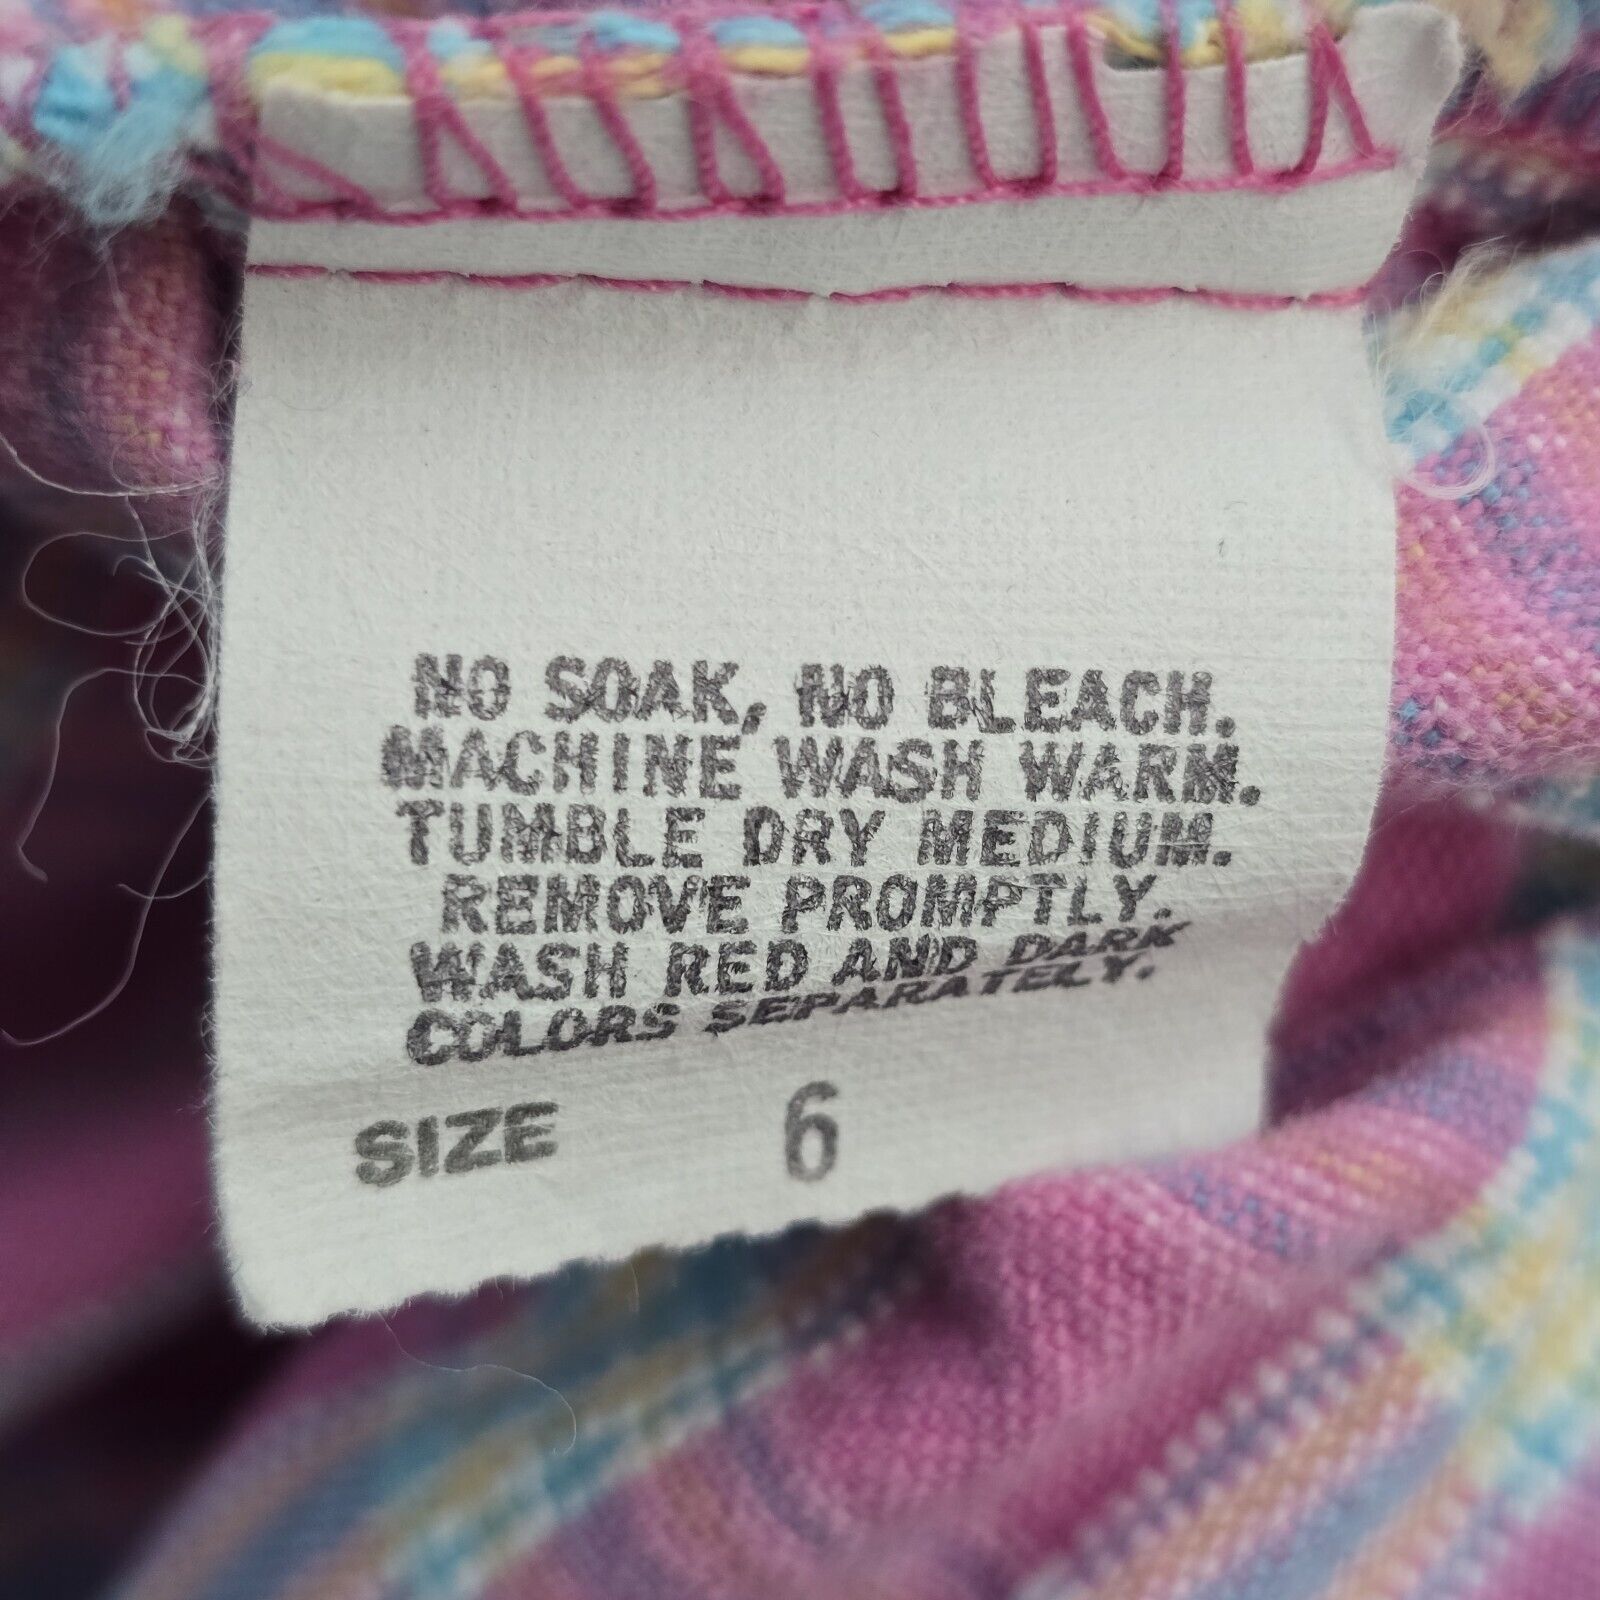 NO SOAK, NO BLEACH.
MACHINE WASH WARM.
TUMBLE DRY MEDIUM.
REMOVE PROMPTLY.
WASH RED AND DARK
COLORS SEPARATELY.
SIZE 6